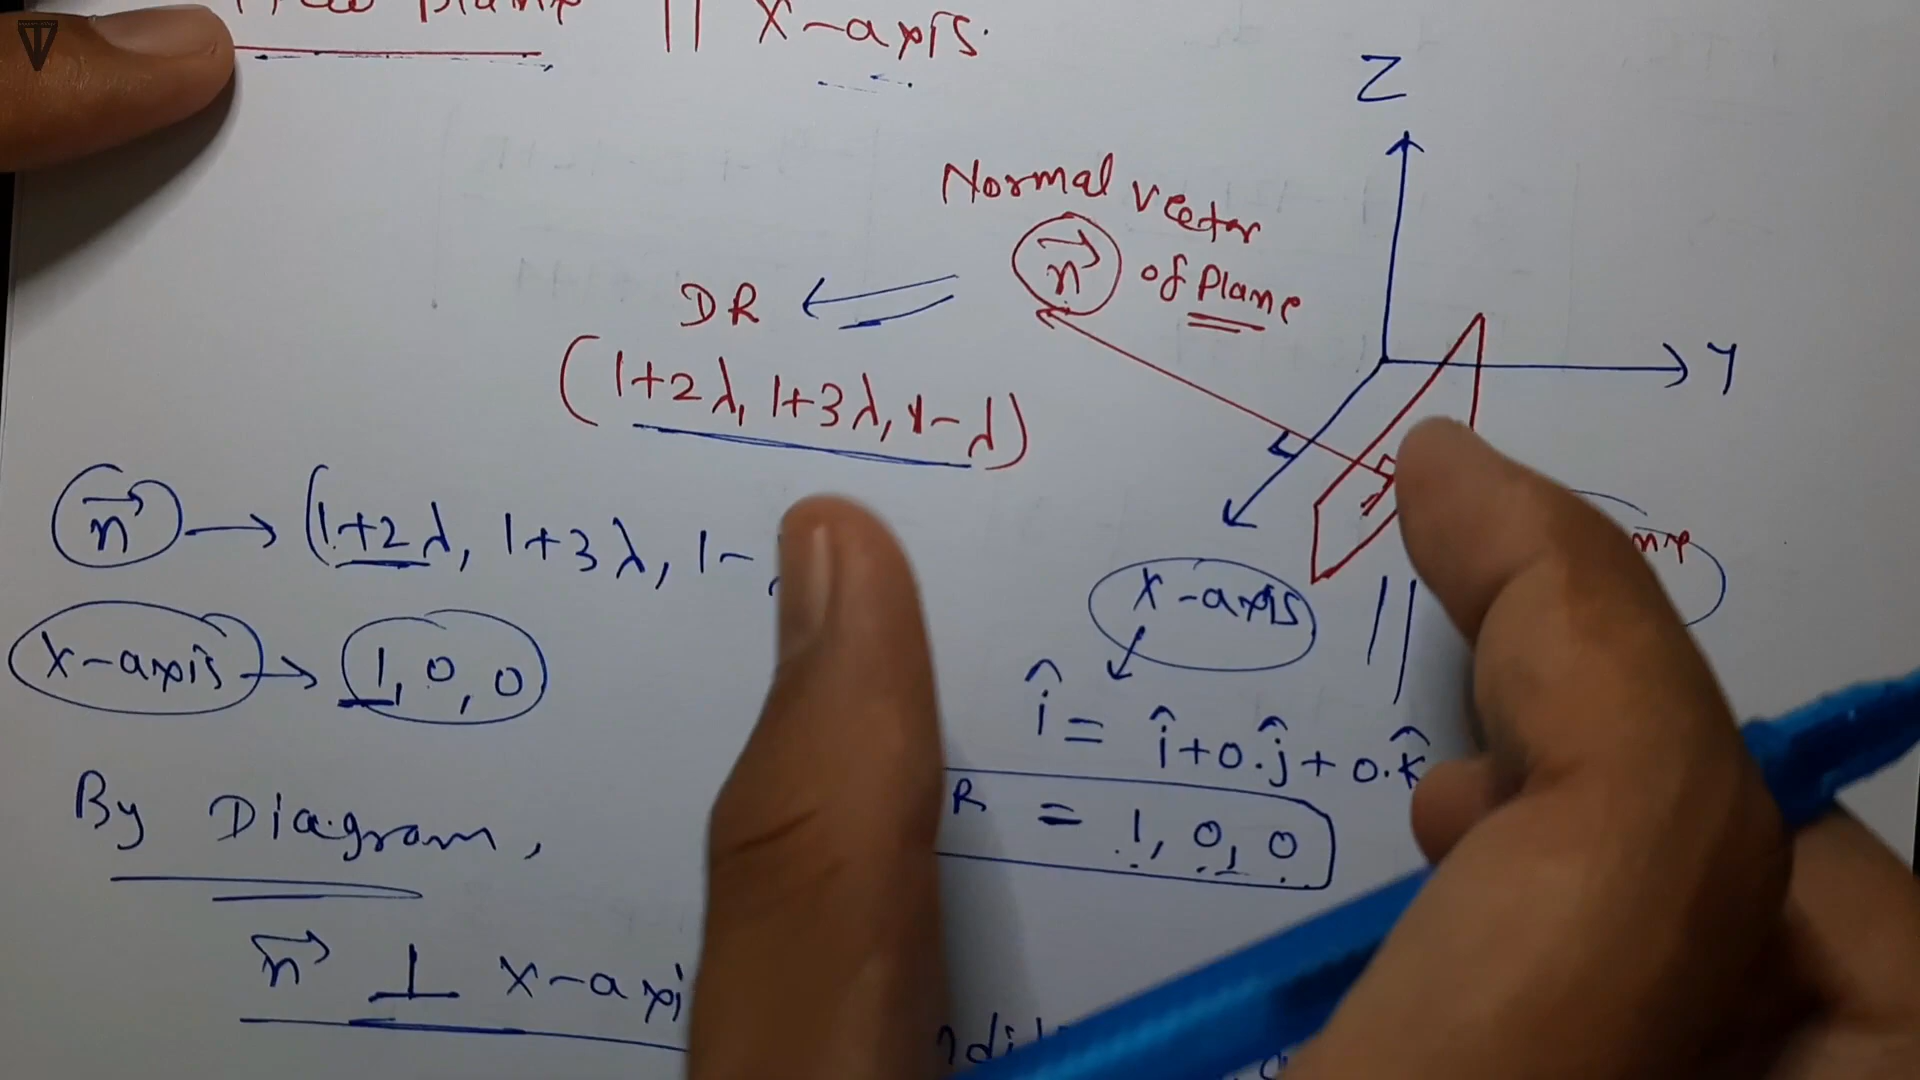 || X-axis.
Z
Normal vector
n of Plane
DR
Y
(1+2λ, 1+3λ, 1-λ)
n → (1+2λ, 1+3λ, 1-
X-axis
X-axis → 1, 0, 0
||
î = î+0.ĵ+0.k̂
By Diagram,
R = 1, 0, 0
n ⊥ X-axi